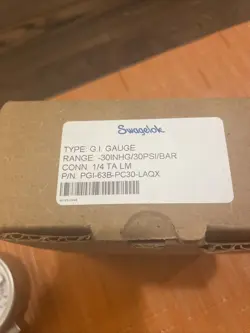 Swagelok
TYPE: G.I. GAUGE
RANGE: -30INHG/30PSI/BAR
CONN: 1/4 TA LM
P/N: PGI-63B-PC30-LAQX